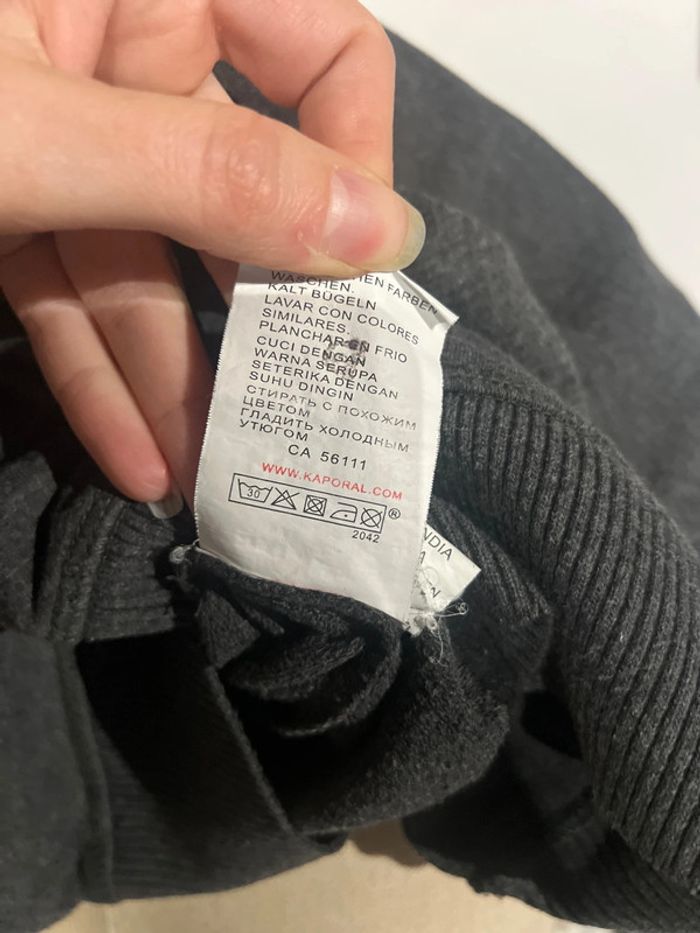 FARBEN
WASCHEN.
KALT BÜGELN
LAVAR CON COLORES
SIMILARES.
PLANCHAR EN FRIO
CUCI DENGAN
WARNA SERUPA
SETERIKA DENGAN
SUHU DINGIN
СТИРАТЬ С ПОХОЖИМ
ЦВЕТОМ
ГЛАДИТЬ ХОЛОДНЫМ
УТЮГОМ
CA 56111
WWW.KAPORAL.COM
30
®
2042